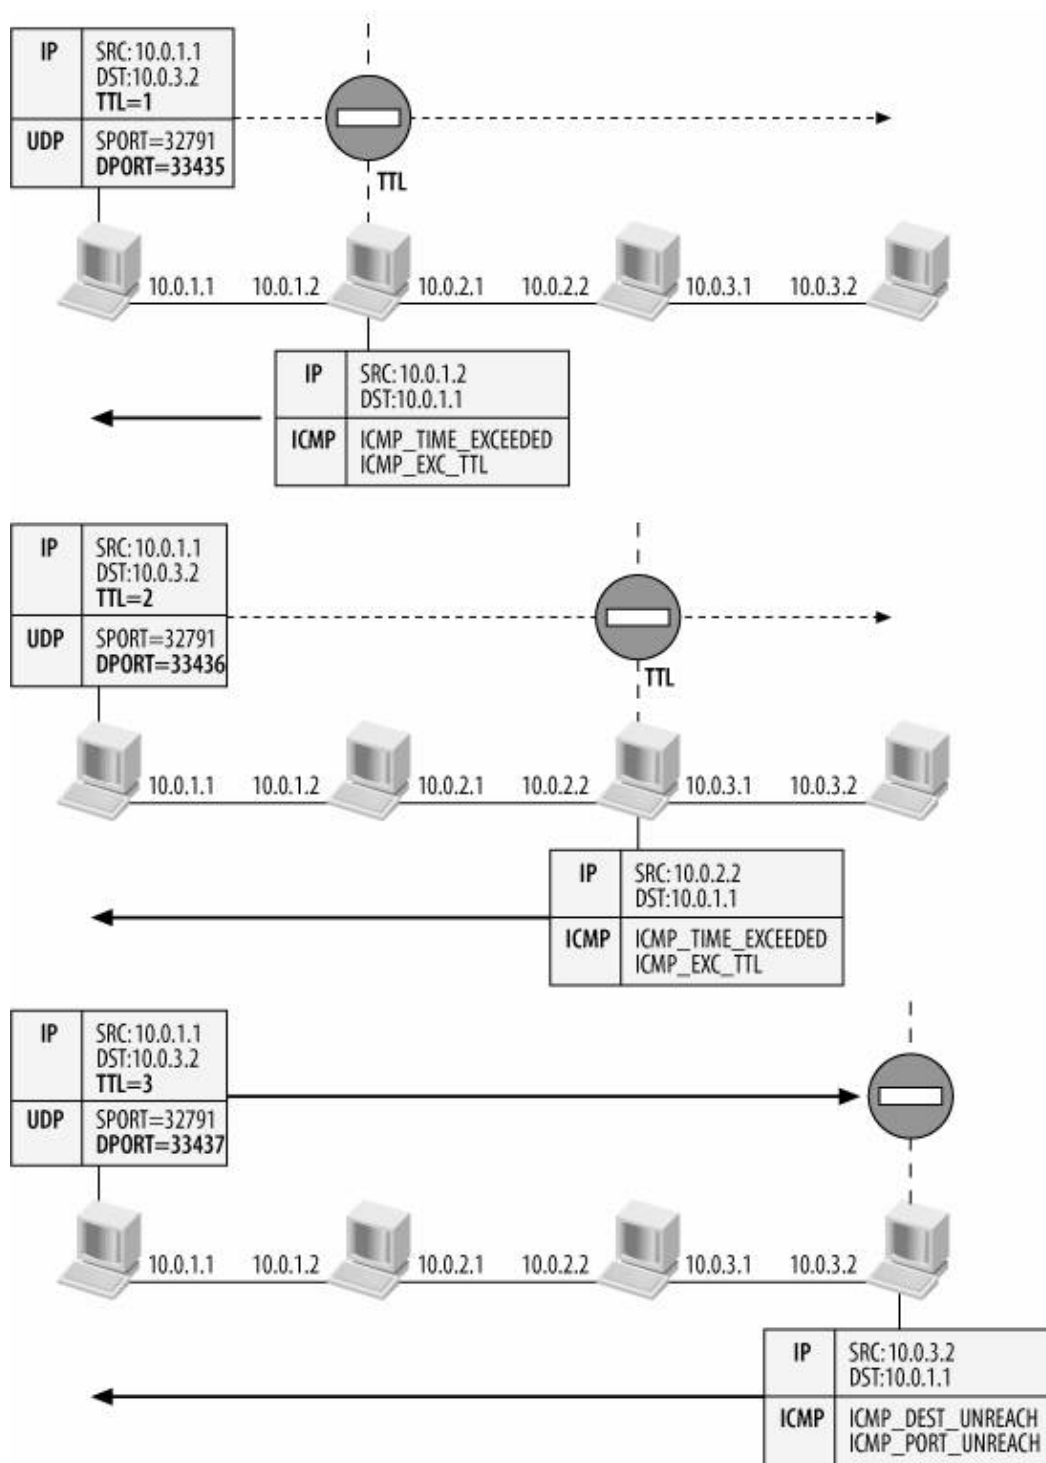 IP SRC: 10.0.1.1
DST:10.0.3.2
TTL=1
UDP SPORT=32791
DPORT=33435
TTL
10.0.1.1 10.0.1.2 10.0.2.1 10.0.2.2 10.0.3.1 10.0.3.2
IP SRC: 10.0.1.2
DST:10.0.1.1
ICMP ICMP_TIME_EXCEEDED
ICMP_EXC_TTL
IP SRC: 10.0.1.1
DST:10.0.3.2
TTL=2
UDP SPORT=32791
DPORT=33436
TTL
10.0.1.1 10.0.1.2 10.0.2.1 10.0.2.2 10.0.3.1 10.0.3.2
IP SRC: 10.0.2.2
DST:10.0.1.1
ICMP ICMP_TIME_EXCEEDED
ICMP_EXC_TTL
IP SRC: 10.0.1.1
DST:10.0.3.2
TTL=3
UDP SPORT=32791
DPORT=33437
10.0.1.1 10.0.1.2 10.0.2.1 10.0.2.2 10.0.3.1 10.0.3.2
IP SRC: 10.0.3.2
DST:10.0.1.1
ICMP ICMP_DEST_UNREACH
ICMP_PORT_UNREACH